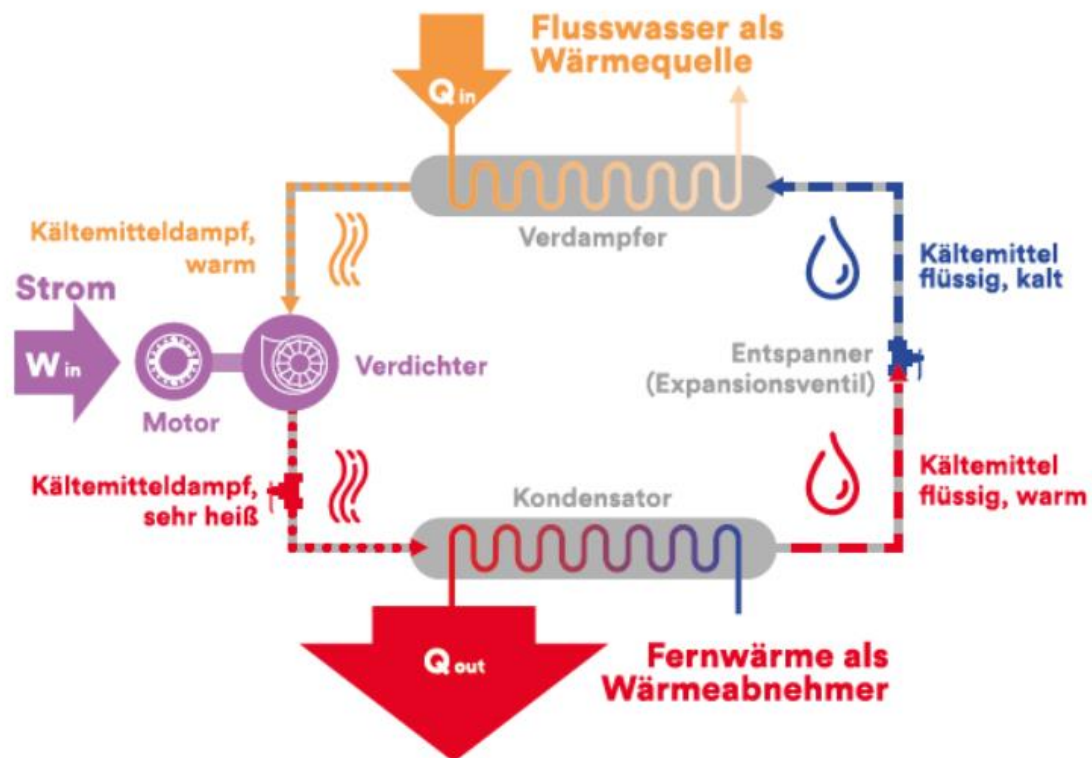 Flusswasser als
Wärmequelle
Q in
Verdampfer
Kältemitteldampf,
warm
Kältemittel
flüssig, kalt
Strom
W in
Verdichter
Motor
Entspanner
(Expansionsventil)
Kältemitteldampf,
sehr heiß
Kondensator
Kältemittel
flüssig, warm
Q out
Fernwärme als
Wärmeabnehmer